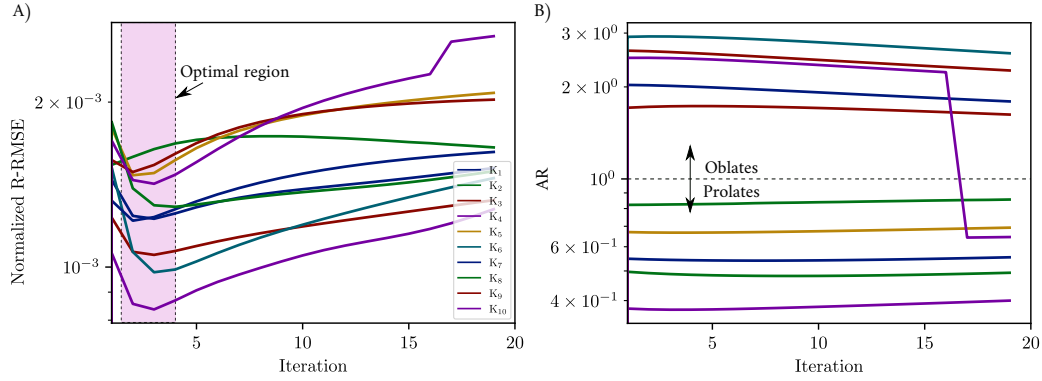 A)
Optimal region
2 × 10⁻³
10⁻³
Normalized R-RMSE
K₁
K₂
K₃
K₄
K₅
K₆
K₇
K₈
K₉
K₁₀
5
10
15
20
Iteration
B)
3 × 10⁰
2 × 10⁰
10⁰
6 × 10⁻¹
4 × 10⁻¹
AR
Oblates
Prolates
5
10
15
20
Iteration